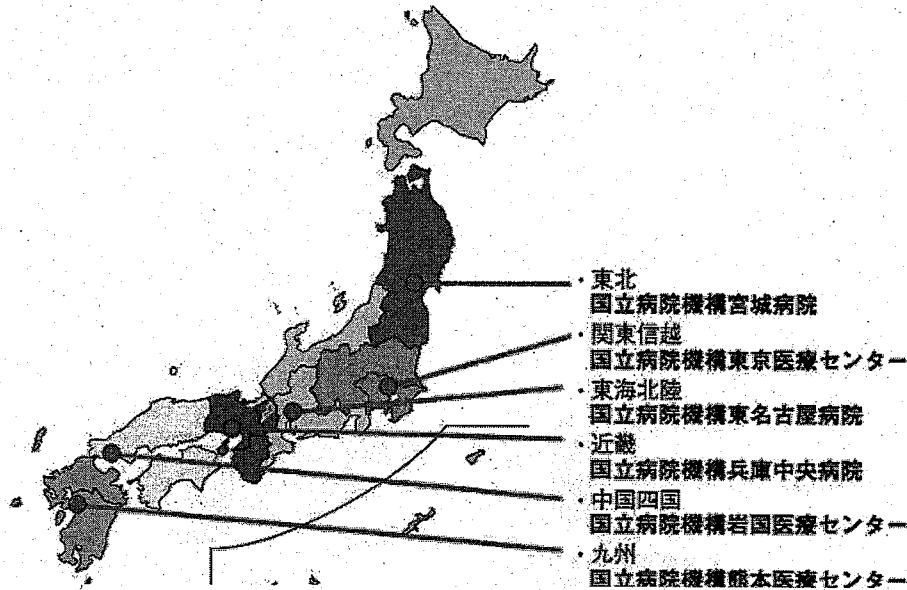 ・東北
国立病院機構宮城病院
・関東信越
国立病院機構東京医療センター
・東海北陸
国立病院機構東名古屋病院
・近畿
国立病院機構兵庫中央病院
・中国四国
国立病院機構岩国医療センター
・九州
国立病院機構熊本医療センター